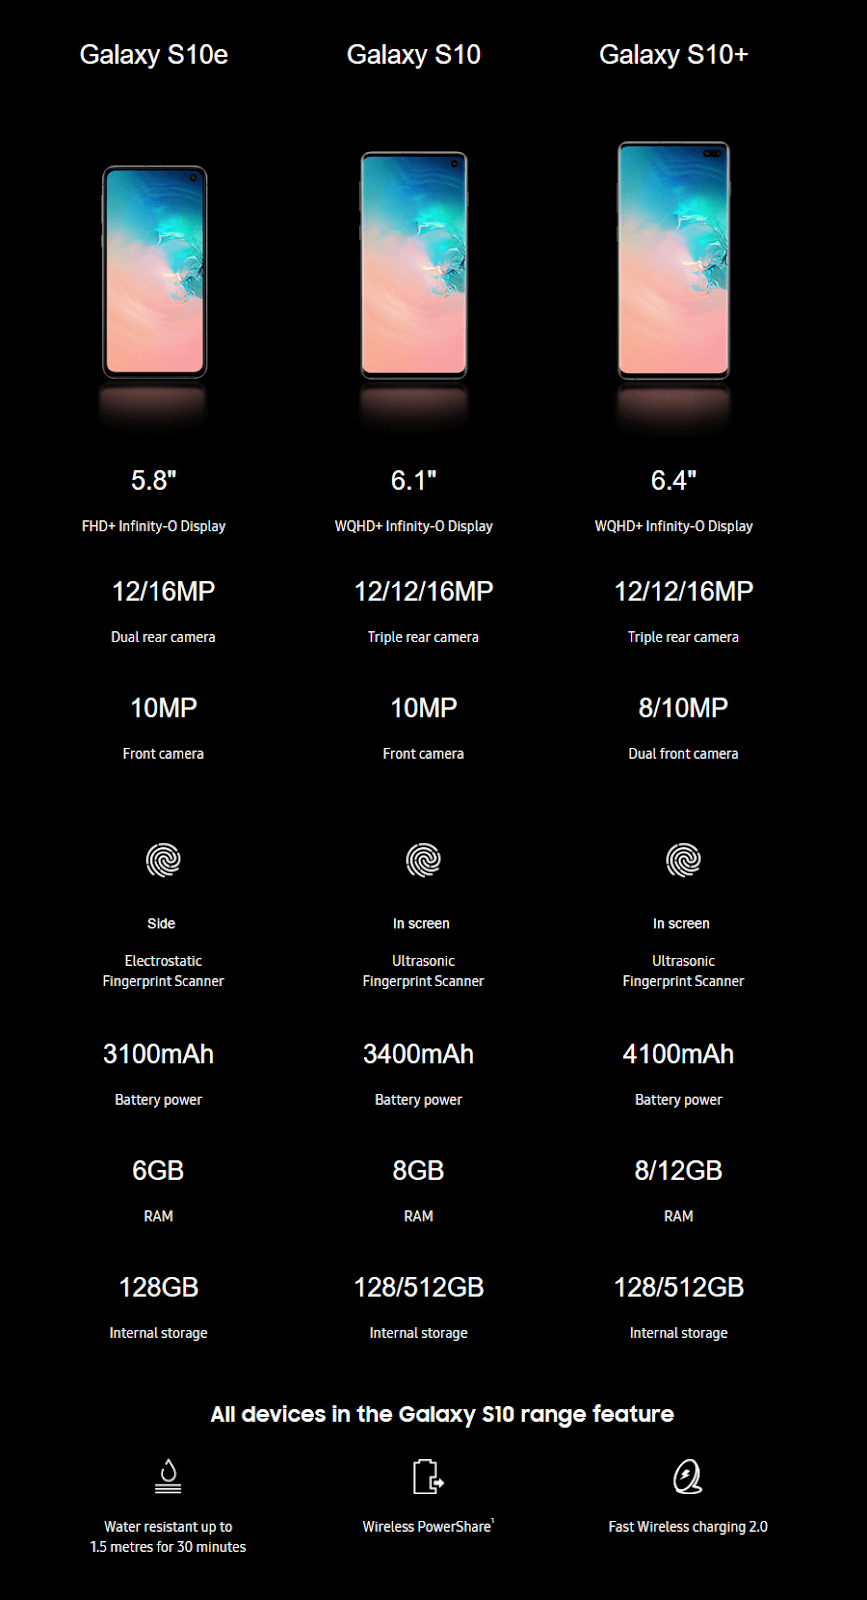 Galaxy S10e Galaxy S10 Galaxy S10+
5.8" 6.1" 6.4"
FHD+ Infinity-O Display WQHD+ Infinity-O Display WQHD+ Infinity-O Display
12/16MP 12/12/16MP 12/12/16MP
Dual rear camera Triple rear camera Triple rear camera
10MP 10MP 8/10MP
Front camera Front camera Dual front camera
Side In screen In screen
Electrostatic Ultrasonic Ultrasonic
Fingerprint Scanner Fingerprint Scanner Fingerprint Scanner
3100mAh 3400mAh 4100mAh
Battery power Battery power Battery power
6GB 8GB 8/12GB
RAM RAM RAM
128GB 128/512GB 128/512GB
Internal storage Internal storage Internal storage
All devices in the Galaxy S10 range feature
Water resistant up to Wireless PowerShare¹ Fast Wireless charging 2.0
1.5 metres for 30 minutes